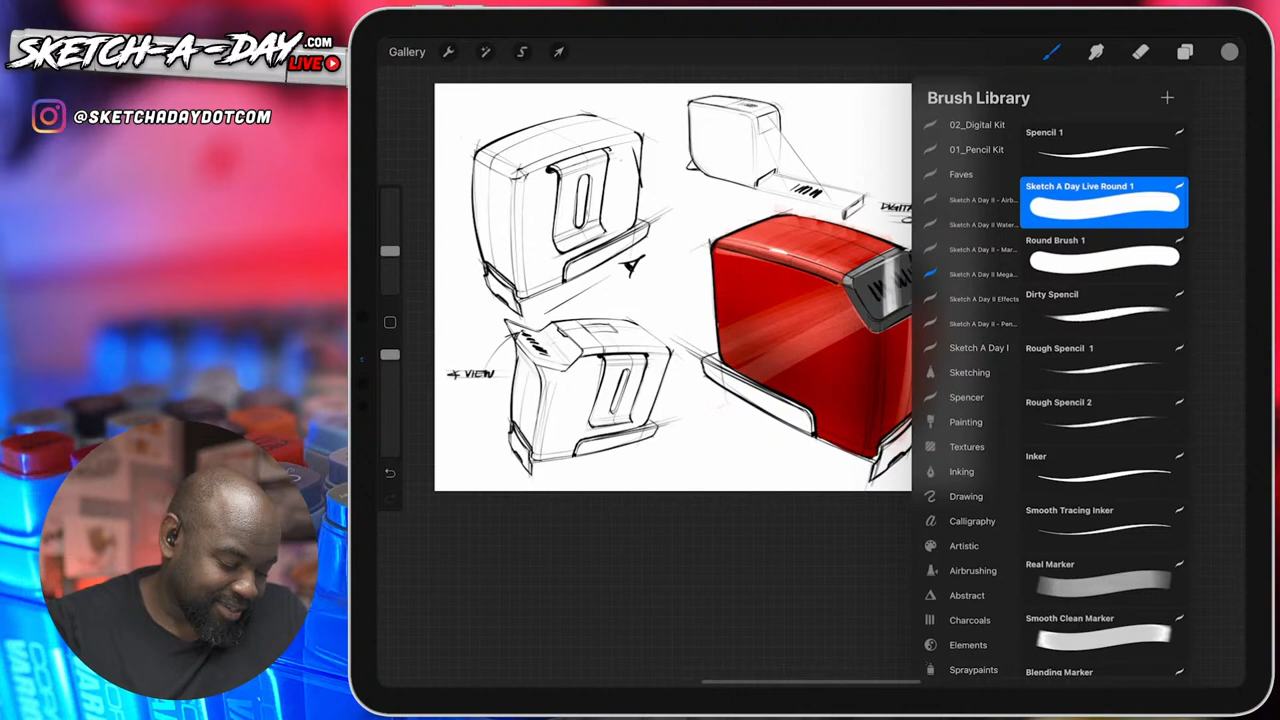 SKETCH-A-DAY.COM
LIVE
@SKETCHADAYDOTCOM
Gallery
Brush Library
02_Digital Kit
01_Pencil Kit
Faves
Sketch A Day II - Airb...
Sketch A Day II Water...
Sketch A Day II - Mar...
Sketch A Day II Mega...
Sketch A Day II Effects
Sketch A Day II - Pen...
Sketch A Day I
Sketching
Spencer
Painting
Textures
Inking
Drawing
Calligraphy
Artistic
Airbrushing
Abstract
Charcoals
Elements
Spraypaints
Spencil 1
Sketch A Day Live Round 1
Round Brush 1
Dirty Spencil
Rough Spencil 1
Rough Spencil 2
Inker
Smooth Tracing Inker
Real Marker
Smooth Clean Marker
Blending Marker
DIGITA
VIEW